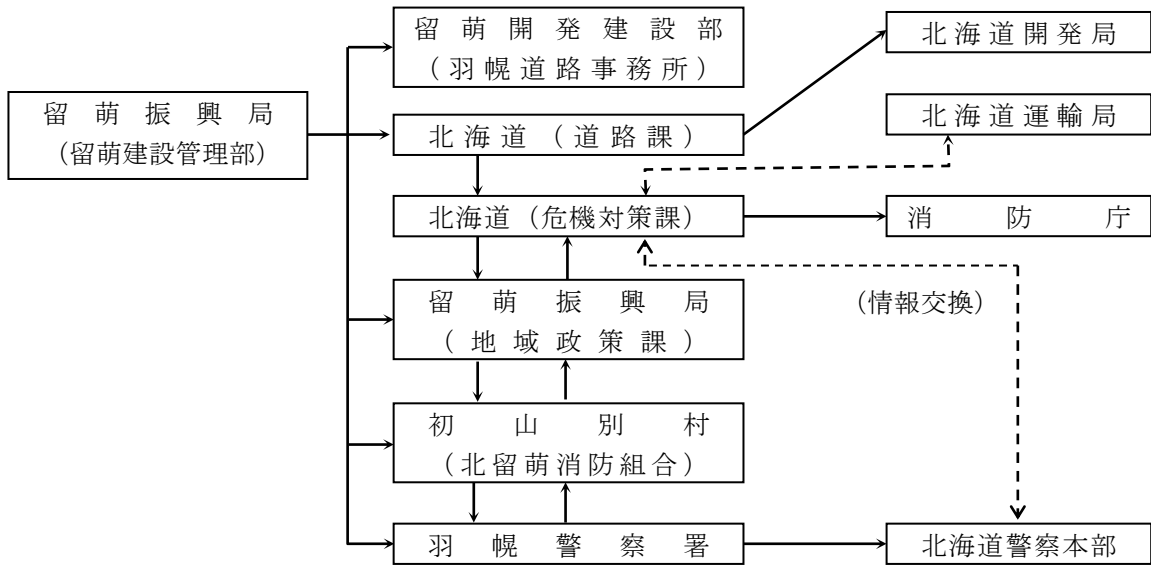 留萌振興局
(留萌建設管理部)
留萌開発建設部
(羽幌道路事務所)
北海道(道路課)
北海道(危機対策課)
留萌振興局
(地域政策課)
初山別村
(北留萌消防組合)
羽幌警察署
北海道開発局
北海道運輸局
消防庁
(情報交換)
北海道警察本部